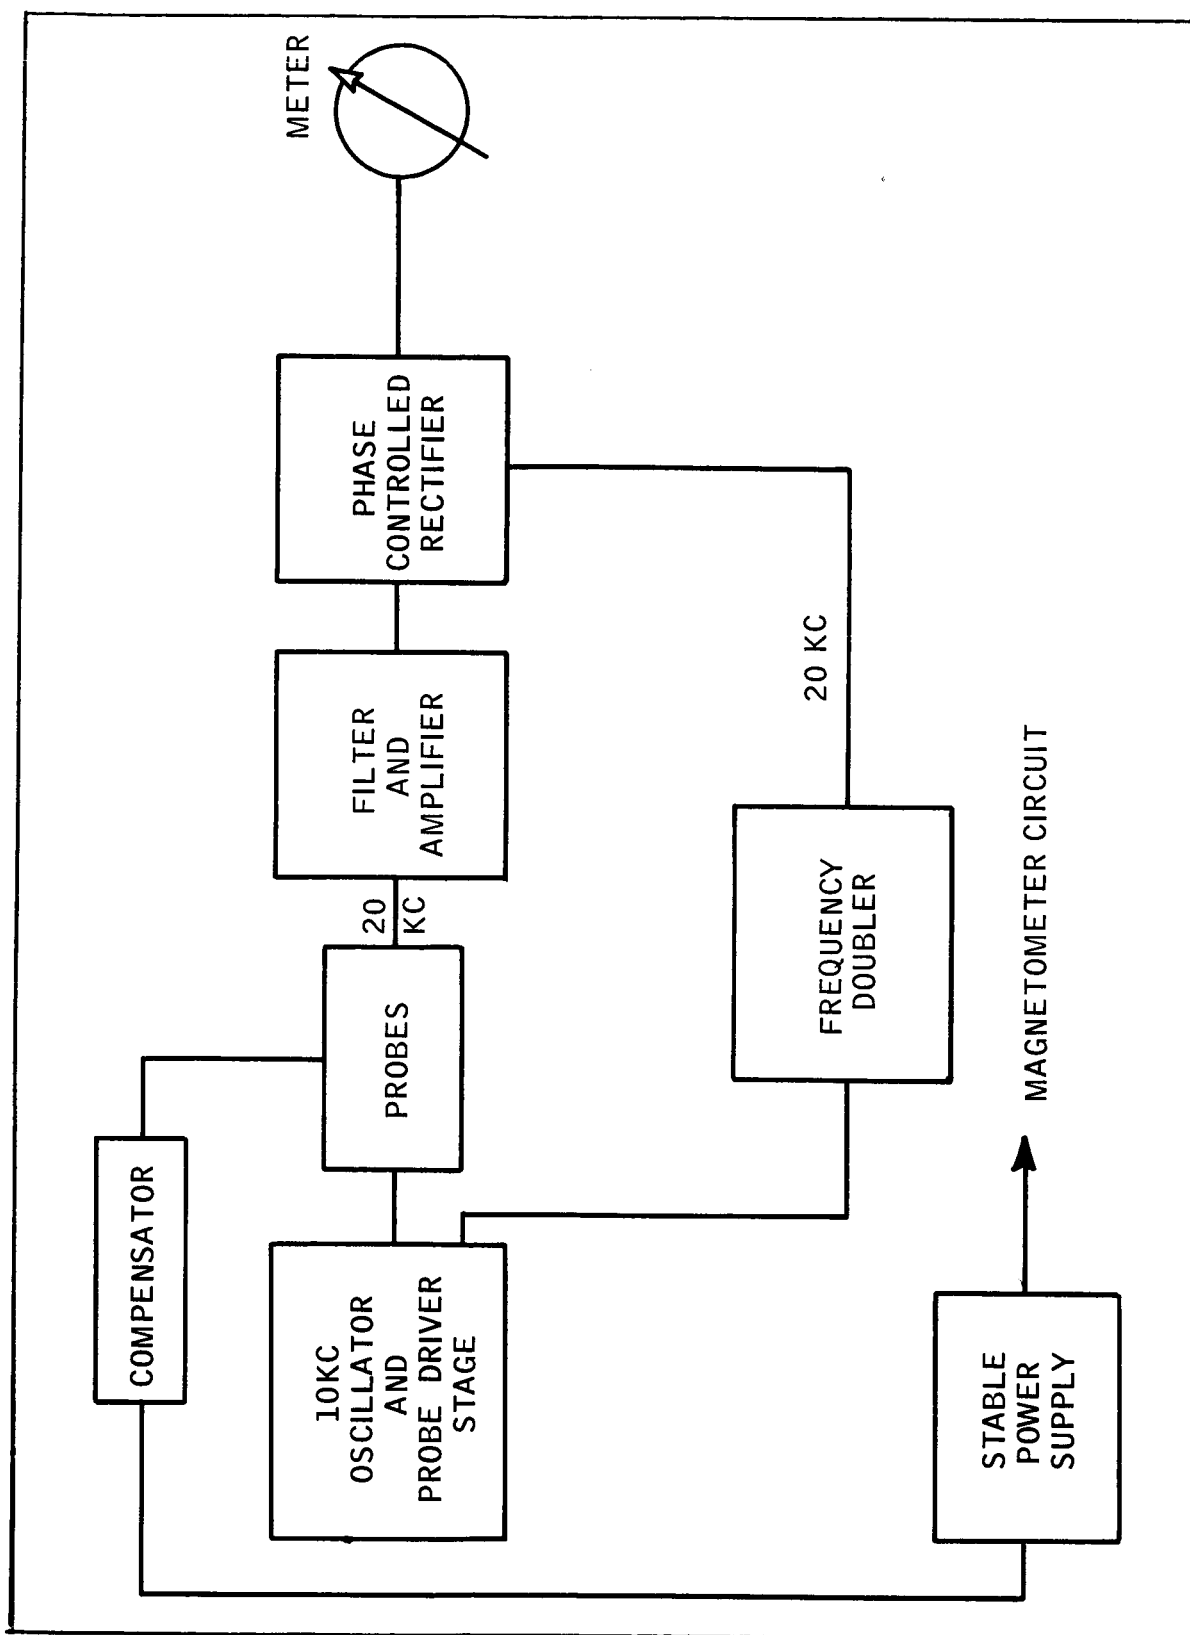 COMPENSATOR
10KC
OSCILLATOR
AND
PROBE DRIVER
STAGE
PROBES
20
KC
FILTER
AND
AMPLIFIER
PHASE
CONTROLLED
RECTIFIER
METER
FREQUENCY
DOUBLER
20 KC
STABLE
POWER
SUPPLY
MAGNETOMETER CIRCUIT